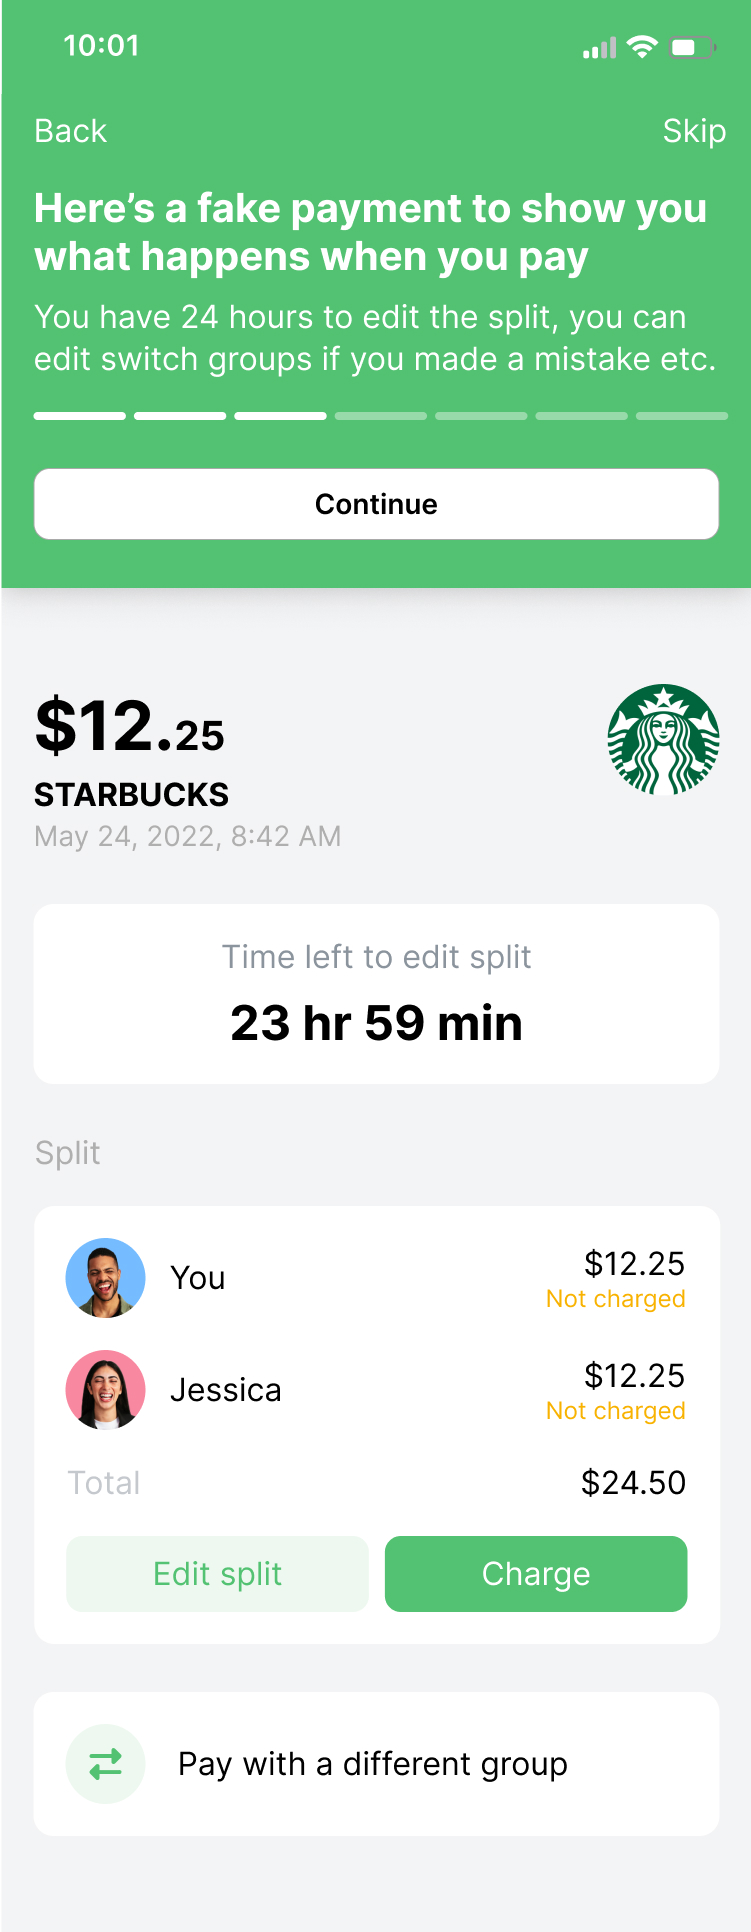 10:01
Back
Skip
Here’s a fake payment to show you
what happens when you pay
You have 24 hours to edit the split, you can
edit switch groups if you made a mistake etc.
Continue
$12.25
STARBUCKS
May 24, 2022, 8:42 AM
Time left to edit split
23 hr 59 min
Split
You
$12.25
Not charged
Jessica
$12.25
Not charged
Total
$24.50
Edit split
Charge
Pay with a different group